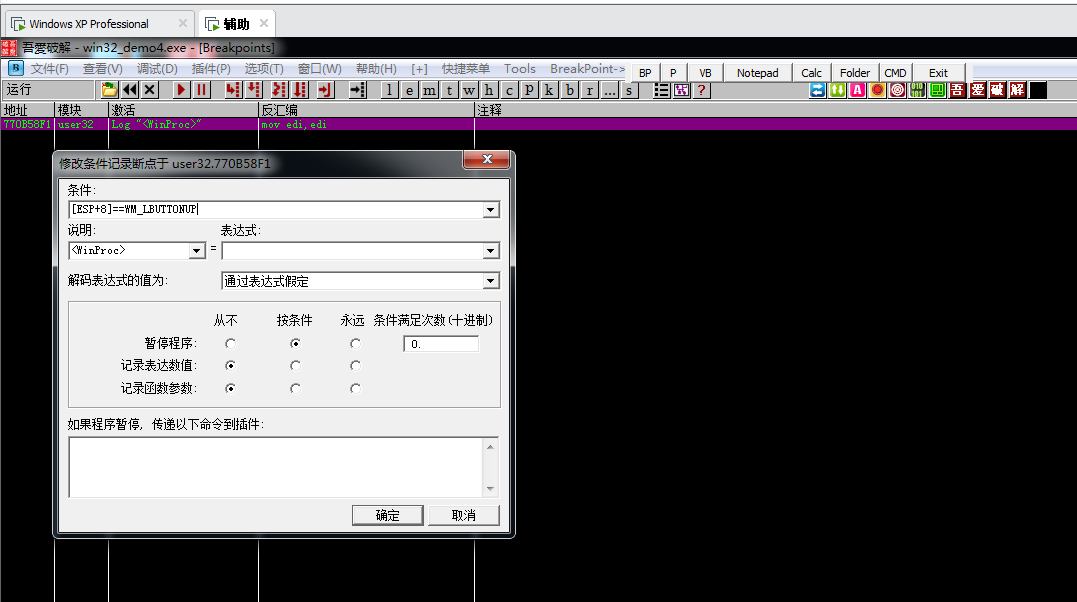 Windows XP Professional
辅助
吾愛破解 - win32_demo4.exe - [Breakpoints]
B 文件(F) 查看(V) 调试(D) 插件(P) 选项(T) 窗口(W) 帮助(H) [+] 快捷菜单 Tools BreakPoint-> BP P VB Notepad Calc Folder CMD Exit
运行 l e m t w h c p k b r ... s ? A 吾 爱 破 解
地址 模块 激活 反汇编 注释
770B58F1 user32 Log "<WinProc>" mov edi,edi
修改条件记录断点于 user32.770B58F1
条件:
[ESP+8]==WM_LBUTTONUP
说明: 表达式:
<WinProc> =
解码表达式的值为: 通过表达式假定
从不 按条件 永远 条件满足次数(十进制)
暂停程序: 0.
记录表达数值:
记录函数参数:
如果程序暂停, 传递以下命令到插件:
确定 取消